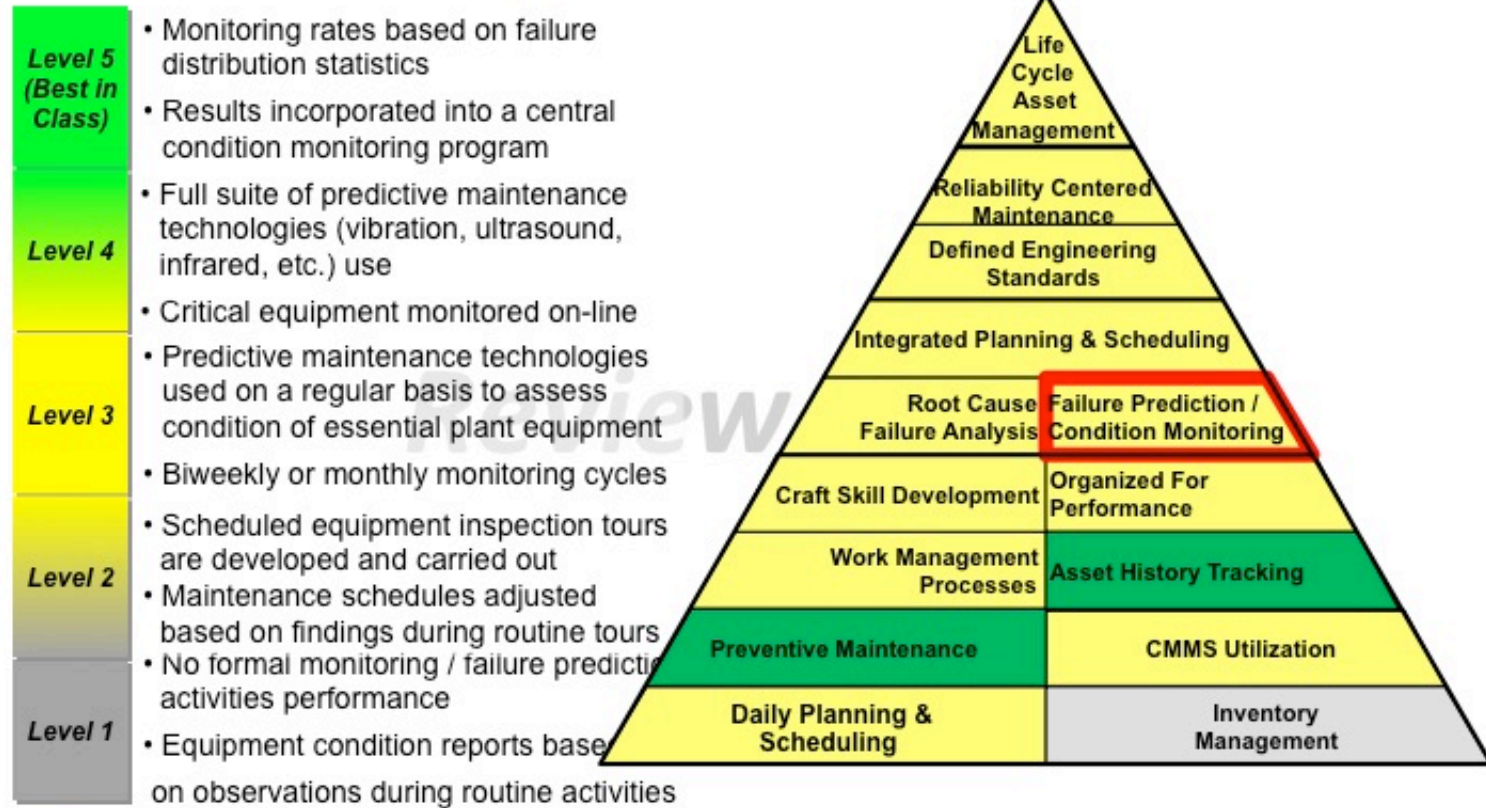 Level 5
(Best in
Class)
• Monitoring rates based on failure
distribution statistics
• Results incorporated into a central
condition monitoring program
Level 4
• Full suite of predictive maintenance
technologies (vibration, ultrasound,
infrared, etc.) use
• Critical equipment monitored on-line
Level 3
• Predictive maintenance technologies
used on a regular basis to assess
condition of essential plant equipment
• Biweekly or monthly monitoring cycles
Level 2
• Scheduled equipment inspection tours
are developed and carried out
• Maintenance schedules adjusted
based on findings during routine tours
Level 1
• No formal monitoring / failure predictio
activities performance
• Equipment condition reports base
on observations during routine activities
Review
Life
Cycle
Asset
Management
Reliability Centered
Maintenance
Defined Engineering
Standards
Integrated Planning & Scheduling
Root Cause
Failure Analysis
Failure Prediction /
Condition Monitoring
Craft Skill Development
Organized For
Performance
Work Management
Processes
Asset History Tracking
Preventive Maintenance
CMMS Utilization
Daily Planning &
Scheduling
Inventory
Management